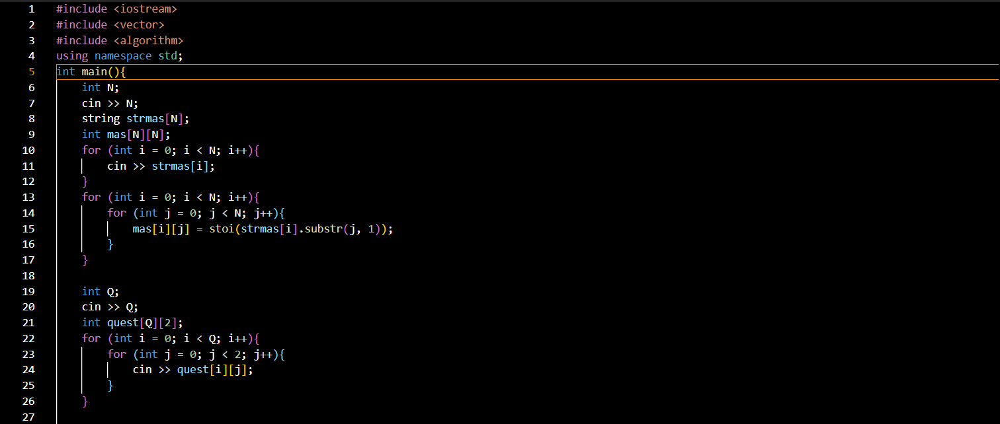 1 #include <iostream>
2 #include <vector>
3 #include <algorithm>
4 using namespace std;
5 int main(){
6     int N;
7     cin >> N;
8     string strmas[N];
9     int mas[N][N];
10     for (int i = 0; i < N; i++){
11         cin >> strmas[i];
12     }
13     for (int i = 0; i < N; i++){
14         for (int j = 0; j < N; j++){
15             mas[i][j] = stoi(strmas[i].substr(j, 1));
16         }
17     }
18
19     int Q;
20     cin >> Q;
21     int quest[Q][2];
22     for (int i = 0; i < Q; i++){
23         for (int j = 0; j < 2; j++){
24             cin >> quest[i][j];
25         }
26     }
27